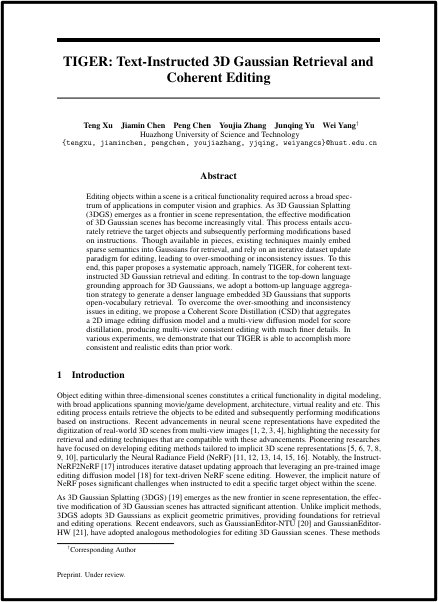 TIGER: Text-Instructed 3D Gaussian Retrieval and
Coherent Editing
Teng Xu Jiamin Chen Peng Chen Youjia Zhang Junqing Yu Wei Yang†
Huazhong University of Science and Technology
{tengxu, jiaminchen, pengchen, youjiazhang, yjqing, weiyangcs}@hust.edu.cn
Abstract
Editing objects within a scene is a critical functionality required across a broad spec-
trum of applications in computer vision and graphics. As 3D Gaussian Splatting
(3DGS) emerges as a frontier in scene representation, the effective modification
of 3D Gaussian scenes has become increasingly vital. This process entails accu-
rately retrieve the target objects and subsequently performing modifications based
on instructions. Though available in pieces, existing techniques mainly embed
sparse semantics into Gaussians for retrieval, and rely on an iterative dataset update
paradigm for editing, leading to over-smoothing or inconsistency issues. To this
end, this paper proposes a systematic approach, namely TIGER, for coherent text-
instructed 3D Gaussian retrieval and editing. In contrast to the top-down language
grounding approach for 3D Gaussians, we adopt a bottom-up language aggrega-
tion strategy to generate a denser language embedded 3D Gaussians that supports
open-vocabulary retrieval. To overcome the over-smoothing and inconsistency
issues in editing, we propose a Coherent Score Distillation (CSD) that aggregates
a 2D image editing diffusion model and a multi-view diffusion model for score
distillation, producing multi-view consistent editing with much finer details. In
various experiments, we demonstrate that our TIGER is able to accomplish more
consistent and realistic edits than prior work.
1 Introduction
Object editing within three-dimensional scenes constitutes a critical functionality in digital modeling,
with broad applications spanning movie/game development, architecture, virtual reality and etc. This
editing process entails retrieve the objects to be edited and subsequently performing modifications
based on instructions. Recent advancements in neural scene representations have expedited the
digitization of real-world 3D scenes from multi-view images [1, 2, 3, 4], highlighting the necessity for
retrieval and editing techniques that are compatible with these advancements. Pioneering researches
have focused on developing editing methods tailored to implicit 3D scene representations [5, 6, 7, 8,
9, 10], particularly the Neural Radiance Field (NeRF) [11, 12, 13, 14, 15, 16]. Notably, the Instruct-
NeRF2NeRF [17] introduces iterative dataset updating approach that leveraging an pre-trained image
editing diffusion model [18] for text-driven NeRF scene editing. However, the implicit nature of
NeRF poses significant challenges when instructed to edit a specific target object within the scene.
As 3D Gaussian Splatting (3DGS) [19] emerges as the new frontier in scene representation, the effec-
tive modification of 3D Gaussian scenes has attracted significant attention. Unlike implicit methods,
3DGS adopts 3D Gaussians as explicit geometric primitives, providing foundations for retrieval
and editing operations. Recent endeavors, such as GaussianEditor-NTU [20] and GaussianEditor-
HW [21], have adopted analogous methodologies for editing 3D Gaussian scenes. These methods
†Corresponding Author
Preprint. Under review.